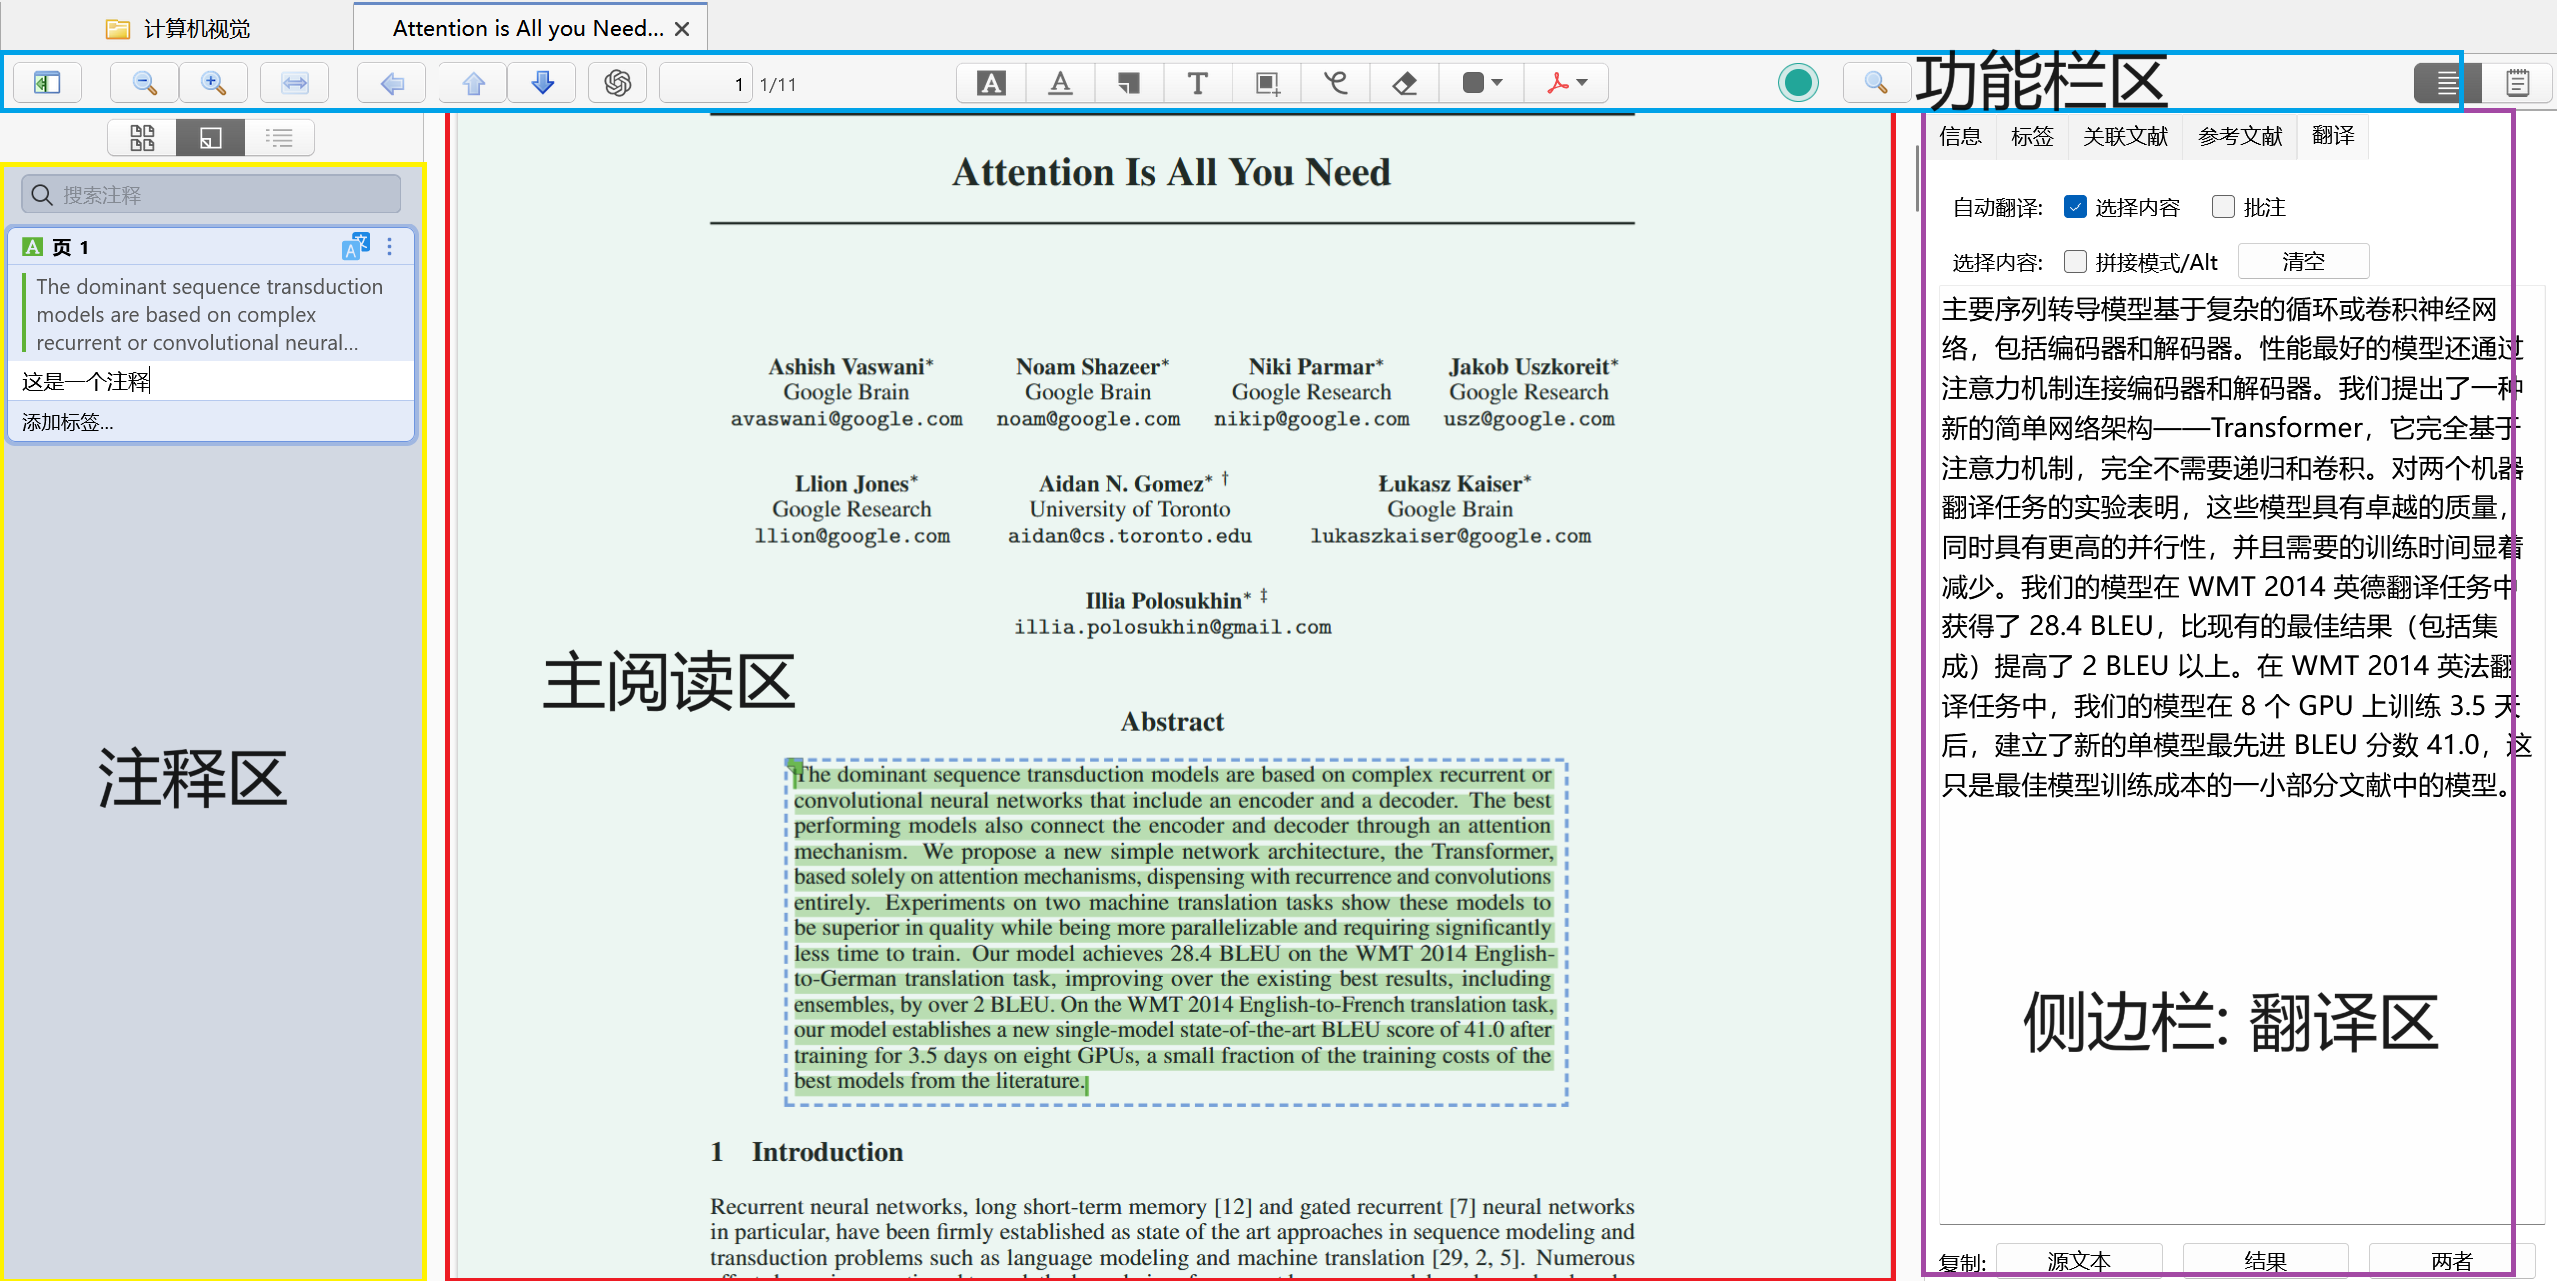 计算机视觉
Attention is All you Need...
功能栏区
1
1/11
搜索注释
页 1
The dominant sequence transduction
models are based on complex
recurrent or convolutional neural...
这是一个注释
添加标签...
注释区
Attention Is All You Need
Ashish Vaswani* Noam Shazeer* Niki Parmar* Jakob Uszkoreit*
Google Brain Google Brain Google Research Google Research
avaswani@google.com noam@google.com nikip@google.com usz@google.com
Llion Jones* Aidan N. Gomez* † Łukasz Kaiser*
Google Research University of Toronto Google Brain
llion@google.com aidan@cs.toronto.edu lukaszkaiser@google.com
Illia Polosukhin* ‡
illia.polosukhin@gmail.com
主阅读区
Abstract
The dominant sequence transduction models are based on complex recurrent or
convolutional neural networks that include an encoder and a decoder. The best
performing models also connect the encoder and decoder through an attention
mechanism. We propose a new simple network architecture, the Transformer,
based solely on attention mechanisms, dispensing with recurrence and convolutions
entirely. Experiments on two machine translation tasks show these models to
be superior in quality while being more parallelizable and requiring significantly
less time to train. Our model achieves 28.4 BLEU on the WMT 2014 English-
to-German translation task, improving over the existing best results, including
ensembles, by over 2 BLEU. On the WMT 2014 English-to-French translation task,
our model establishes a new single-model state-of-the-art BLEU score of 41.0 after
training for 3.5 days on eight GPUs, a small fraction of the training costs of the
best models from the literature.
1 Introduction
Recurrent neural networks, long short-term memory [12] and gated recurrent [7] neural networks
in particular, have been firmly established as state of the art approaches in sequence modeling and
transduction problems such as language modeling and machine translation [29, 2, 5]. Numerous
信息 标签 关联文献 参考文献 翻译
自动翻译: 选择内容 批注
选择内容: 拼接模式/Alt 清空
主要序列转导模型基于复杂的循环或卷积神经网
络，包括编码器和解码器。性能最好的模型还通过
注意力机制连接编码器和解码器。我们提出了一种
新的简单网络架构——Transformer，它完全基于
注意力机制，完全不需要递归和卷积。对两个机器
翻译任务的实验表明，这些模型具有卓越的质量，
同时具有更高的并行性，并且需要的训练时间显着
减少。我们的模型在 WMT 2014 英德翻译任务中
获得了 28.4 BLEU，比现有的最佳结果（包括集
成）提高了 2 BLEU 以上。在 WMT 2014 英法翻
译任务中，我们的模型在 8 个 GPU 上训练 3.5 天
后，建立了新的单模型最先进 BLEU 分数 41.0，这
只是最佳模型训练成本的一小部分文献中的模型。
侧边栏: 翻译区
复制: 源文本 结果 两者